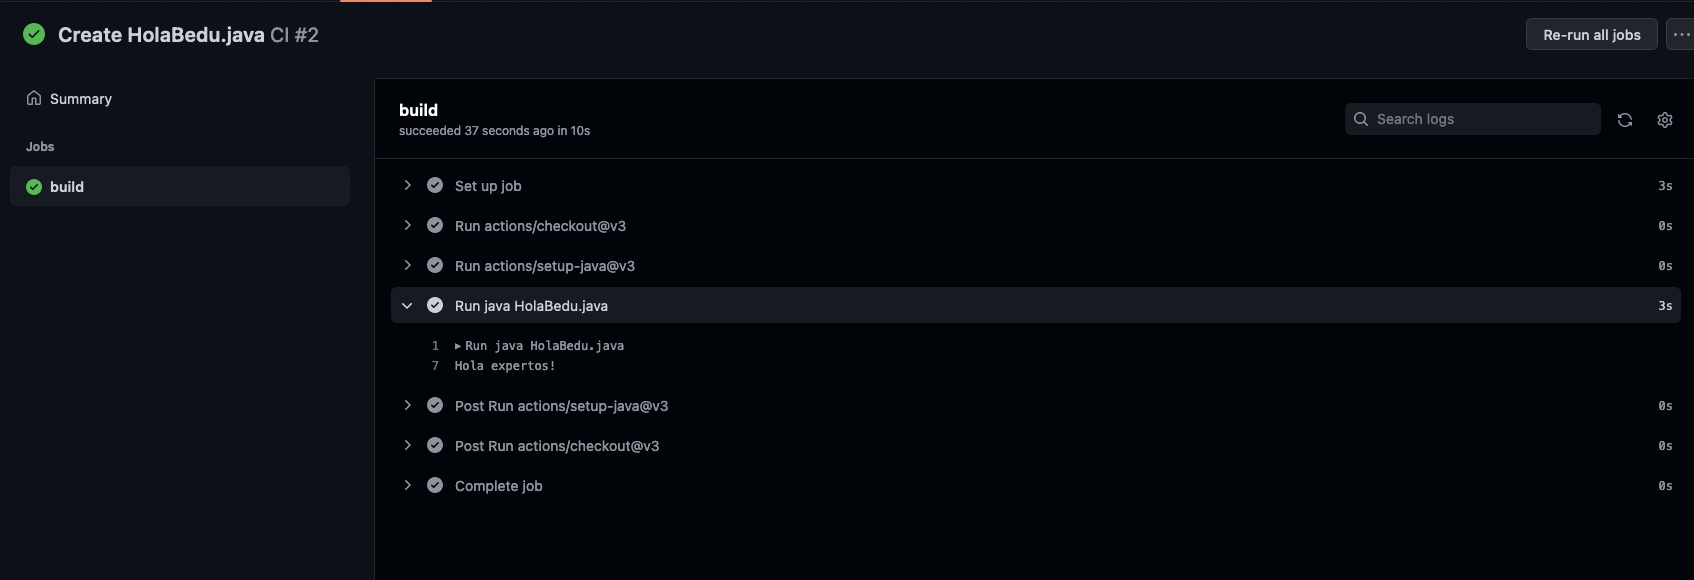 Create HolaBedu.java CI #2
Re-run all jobs
Summary
Jobs
build
build
succeeded 37 seconds ago in 10s
Search logs
Set up job 3s
Run actions/checkout@v3 0s
Run actions/setup-java@v3 0s
Run java HolaBedu.java 3s
1 Run java HolaBedu.java
7 Hola expertos!
Post Run actions/setup-java@v3 0s
Post Run actions/checkout@v3 0s
Complete job 0s